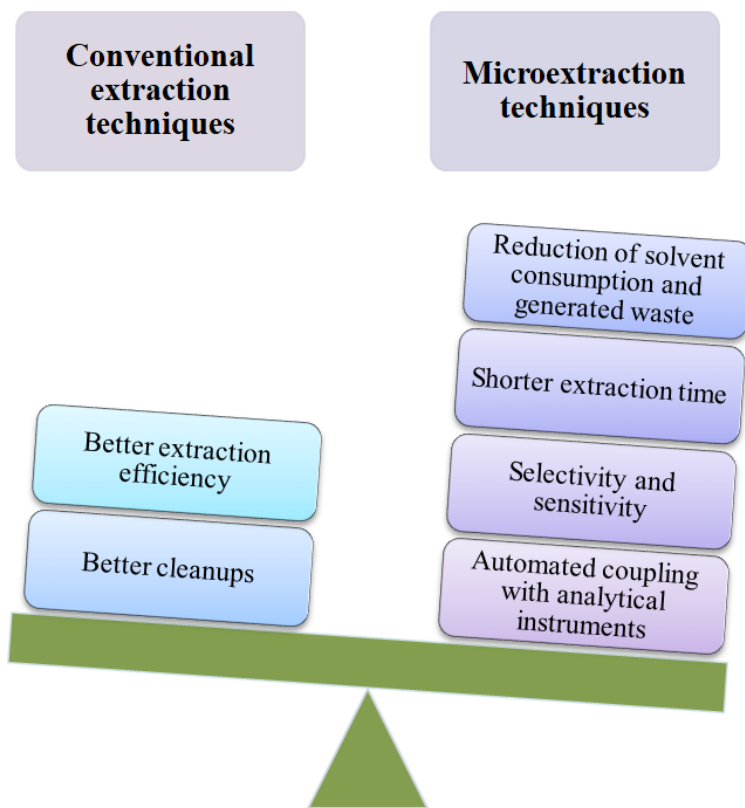 Conventional
extraction
techniques
Microextraction
techniques
Better extraction
efficiency
Better cleanups
Reduction of solvent
consumption and
generated waste
Shorter extraction time
Selectivity and
sensitivity
Automated coupling
with analytical
instruments